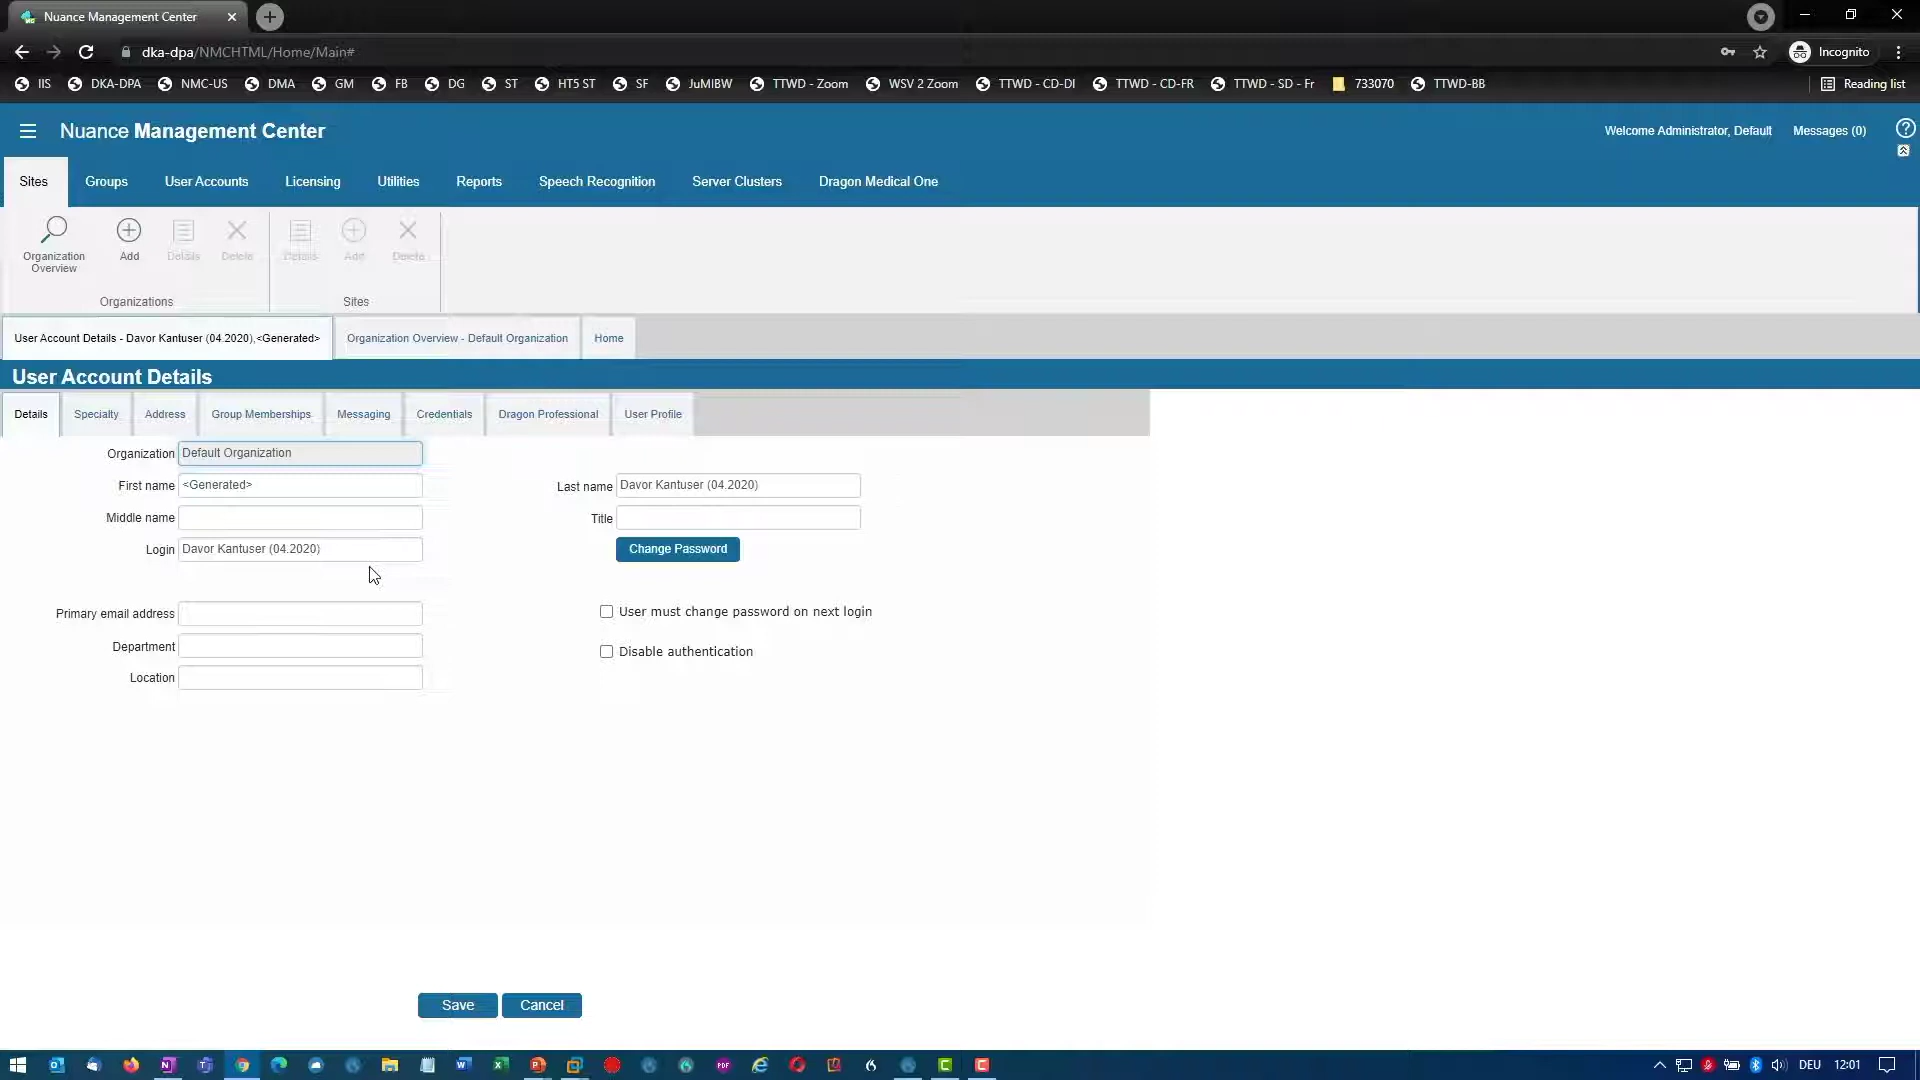 Nuance Management Center
dka-dpa/NMCHTML/Home/Main#
Incognito
IIS DKA-DPA NMC-US DMA GM FB DG ST HT5 ST SF JuMIBW TTWD - Zoom WSV 2 Zoom TTWD - CD-DI TTWD - CD-FR TTWD - SD - Fr 733070 TTWD-BB Reading list
Nuance Management Center
Welcome Administrator, Default Messages (0)
Sites Groups User Accounts Licensing Utilities Reports Speech Recognition Server Clusters Dragon Medical One
Organization Overview Add Details Delete Details Add Delete
Organizations Sites
User Account Details - Davor Kantuser (04.2020),<Generated> Organization Overview - Default Organization Home
User Account Details
Details Specialty Address Group Memberships Messaging Credentials Dragon Professional User Profile
Organization Default Organization
First name <Generated> Last name Davor Kantuser (04.2020)
Middle name Title
Login Davor Kantuser (04.2020) Change Password
Primary email address User must change password on next login
Department Disable authentication
Location
Save Cancel
DEU 12:01